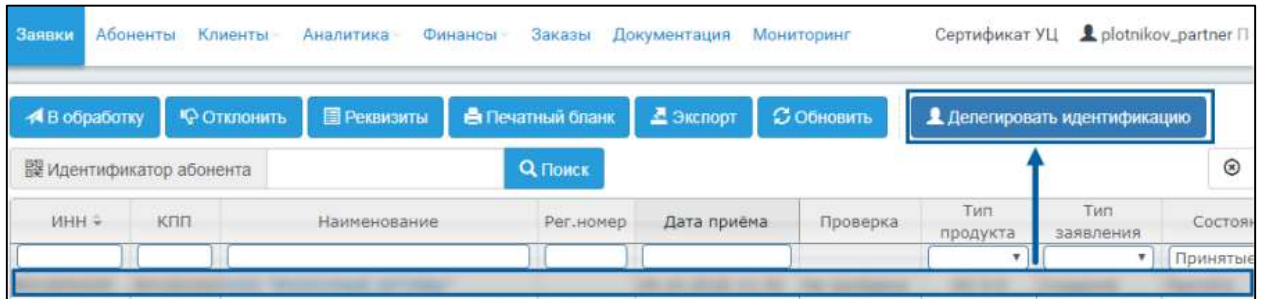 Заявки Абоненты Клиенты Аналитика Финансы Заказы Документация Мониторинг Сертификат УЦ plotnikov_partner П
В обработку Отклонить Реквизиты Печатный бланк Экспорт Обновить Делегировать идентификацию
Идентификатор абонента Поиск
ИНН КПП Наименование Рег.номер Дата приёма Проверка Тип продукта Тип заявления Состоян
Принятые